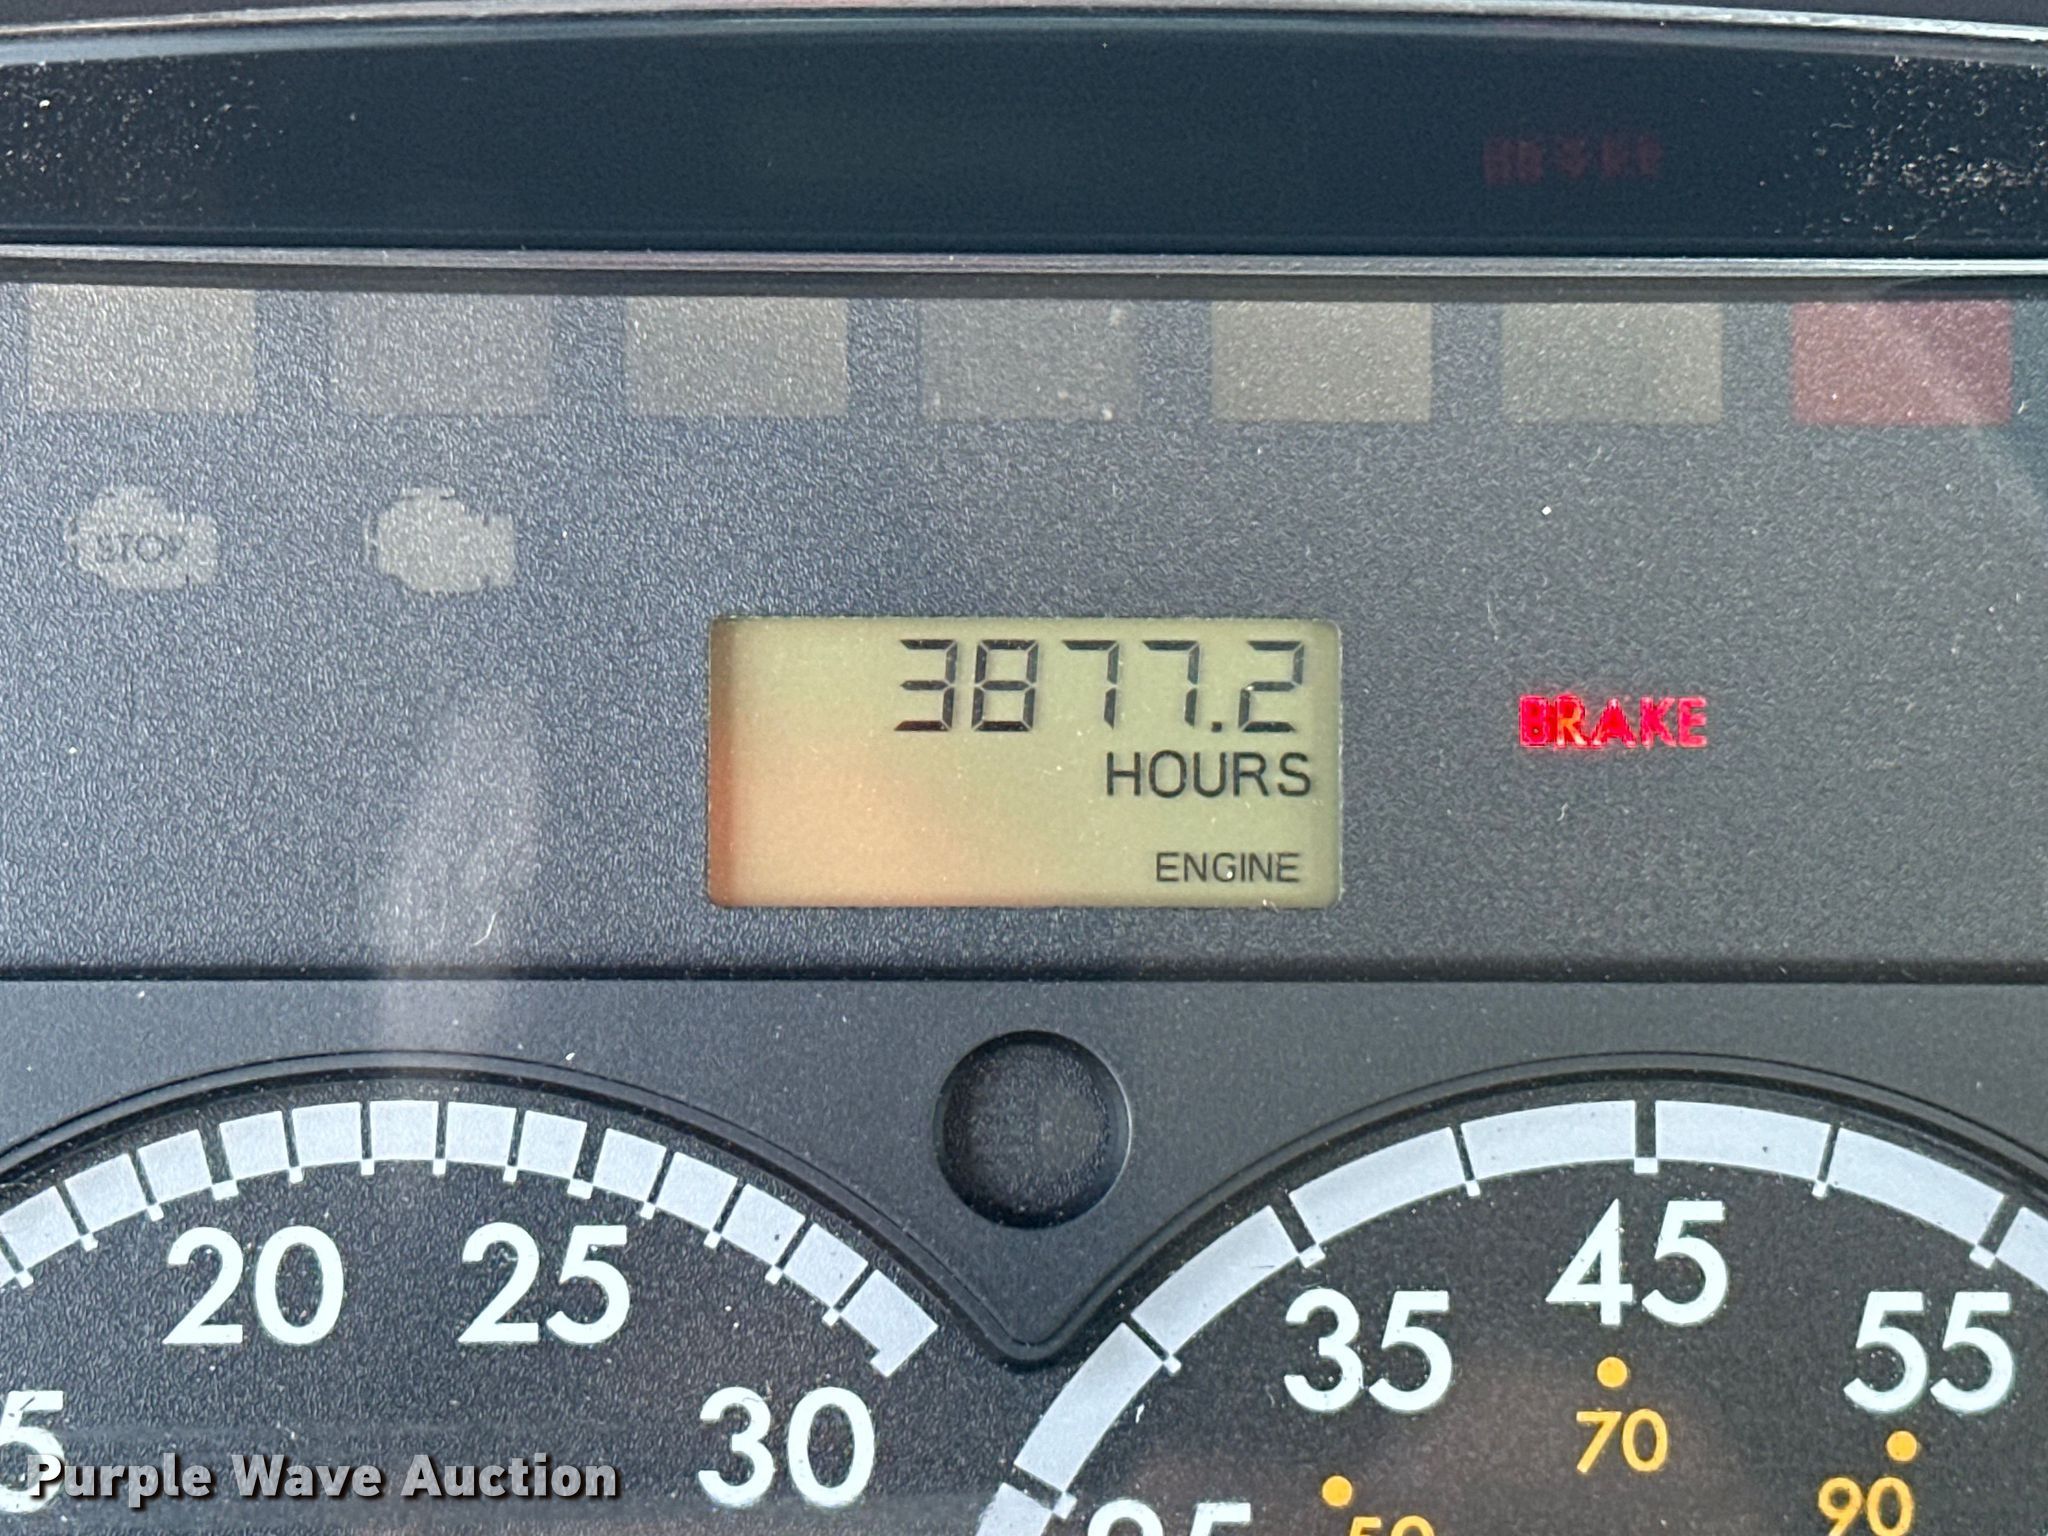 STOP
3877.2
HOURS
BRAKE
ENGINE
20
25
30
35
45
55
70
90
Purple Wave Auction